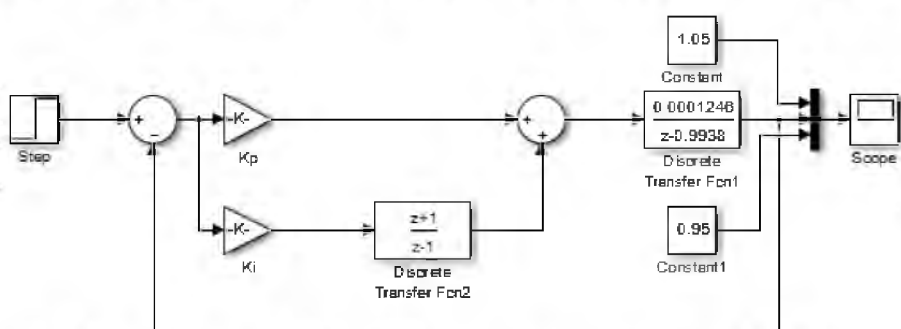 1.05
Constant
Step
+
−
-K-
Kp
+
+
0.0001246
z-0.9938
Discrete
Transfer Fcn1
Scope
-K-
Ki
z+1
z-1
Discrete
Transfer Fcn2
0.95
Constant1